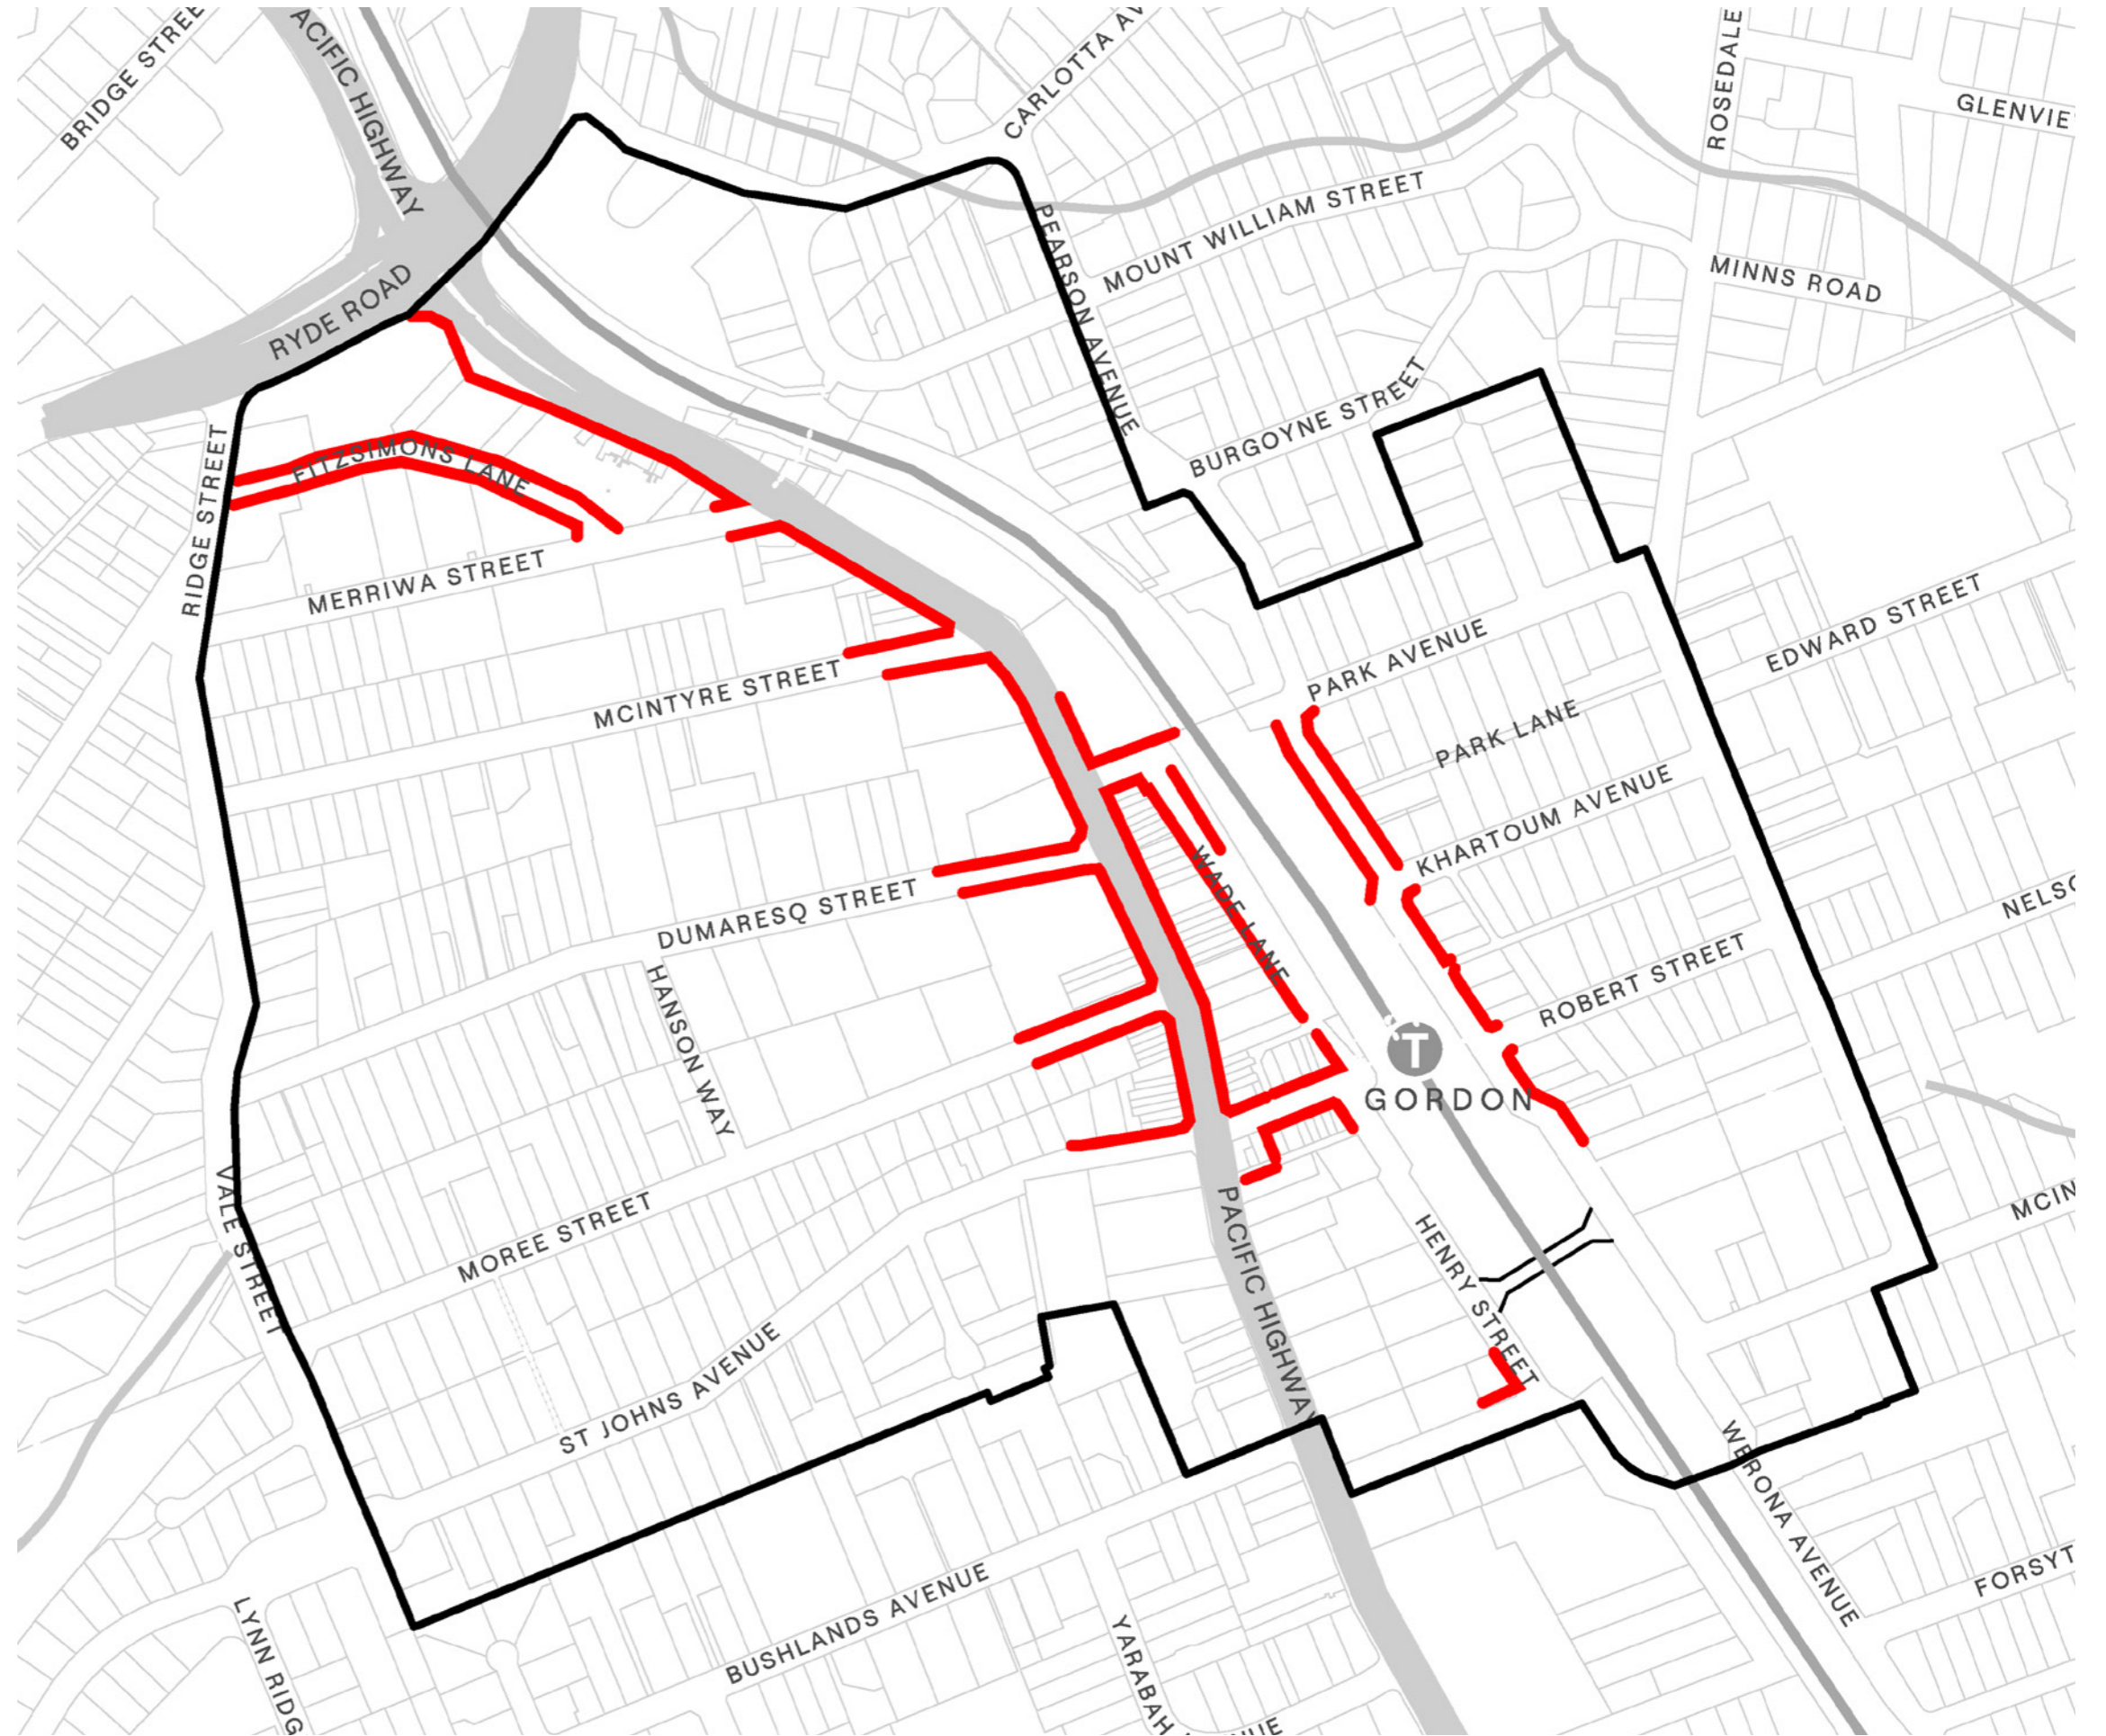 BRIDGE STREE
ACIFIC HIGHWAY
CARLOTTA AV
ROSEDALE
GLENVIE
RYDE ROAD
PEARSON AVENUE
MOUNT WILLIAM STREET
MINNS ROAD
BURGOYNE STREET
RIDGE STREET
FITZSIMONS LANE
MERRIWA STREET
MCINTYRE STREET
PARK AVENUE
EDWARD STREET
PARK LANE
KHARTOUM AVENUE
WADE LANE
DUMARESQ STREET
HANSON WAY
NELSO
ROBERT STREET
T
GORDON
VALE STREET
MOREE STREET
PACIFIC HIGHWAY
HENRY STREET
MCIN
ST JOHNS AVENUE
WERONA AVENUE
FORSYT
BUSHLANDS AVENUE
LYNN RIDG
YARABAH
NUE